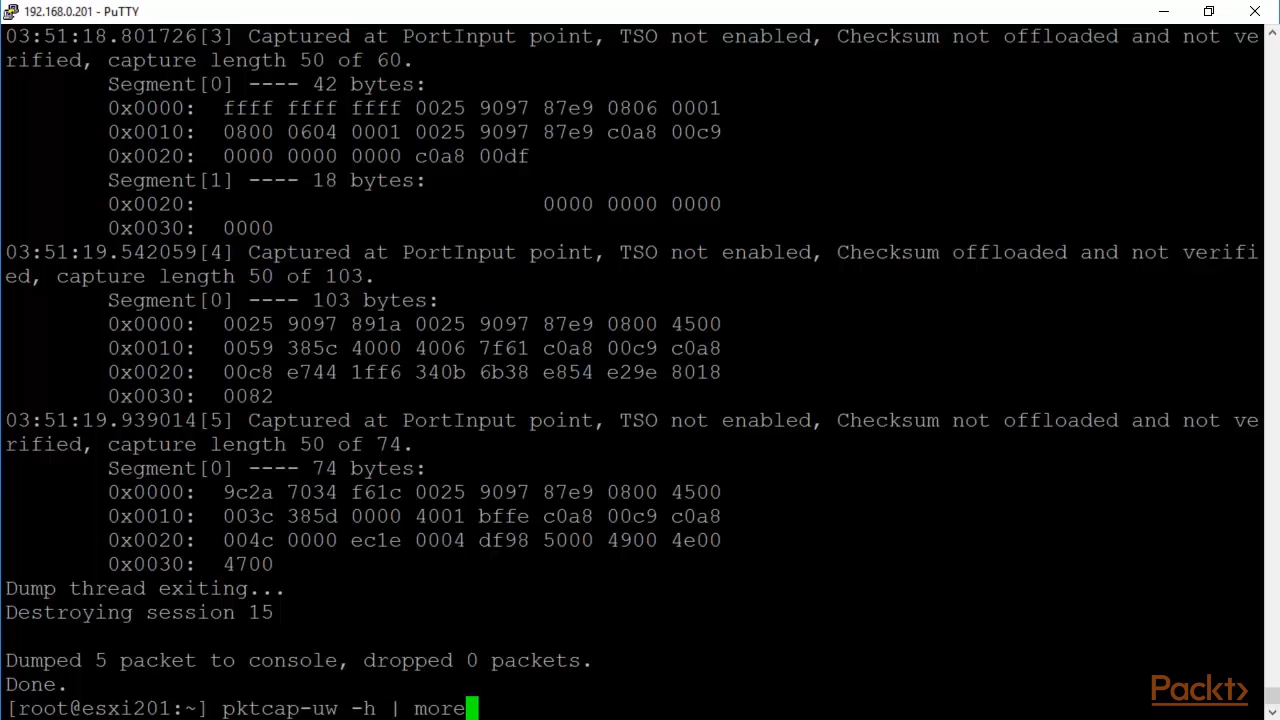 192.168.0.201 - PuTTY
03:51:18.801726[3] Captured at PortInput point, TSO not enabled, Checksum not offloaded and not ve
rified, capture length 50 of 60.
Segment[0] ---- 42 bytes:
0x0000:  ffff ffff ffff 0025 9097 87e9 0806 0001
0x0010:  0800 0604 0001 0025 9097 87e9 c0a8 00c9
0x0020:  0000 0000 0000 c0a8 00df
Segment[1] ---- 18 bytes:
0x0020:                           0000 0000 0000
0x0030:  0000
03:51:19.542059[4] Captured at PortInput point, TSO not enabled, Checksum offloaded and not verifi
ed, capture length 50 of 103.
Segment[0] ---- 103 bytes:
0x0000:  0025 9097 891a 0025 9097 87e9 0800 4500
0x0010:  0059 385c 4000 4006 7f61 c0a8 00c9 c0a8
0x0020:  00c8 e744 1ff6 340b 6b38 e854 e29e 8018
0x0030:  0082
03:51:19.939014[5] Captured at PortInput point, TSO not enabled, Checksum not offloaded and not ve
rified, capture length 50 of 74.
Segment[0] ---- 74 bytes:
0x0000:  9c2a 7034 f61c 0025 9097 87e9 0800 4500
0x0010:  003c 385d 0000 4001 bffe c0a8 00c9 c0a8
0x0020:  004c 0000 ec1e 0004 df98 5000 4900 4e00
0x0030:  4700
Dump thread exiting...
Destroying session 15
Dumped 5 packet to console, dropped 0 packets.
Done.
[root@esxi201:~] pktcap-uw -h | more
Packt>